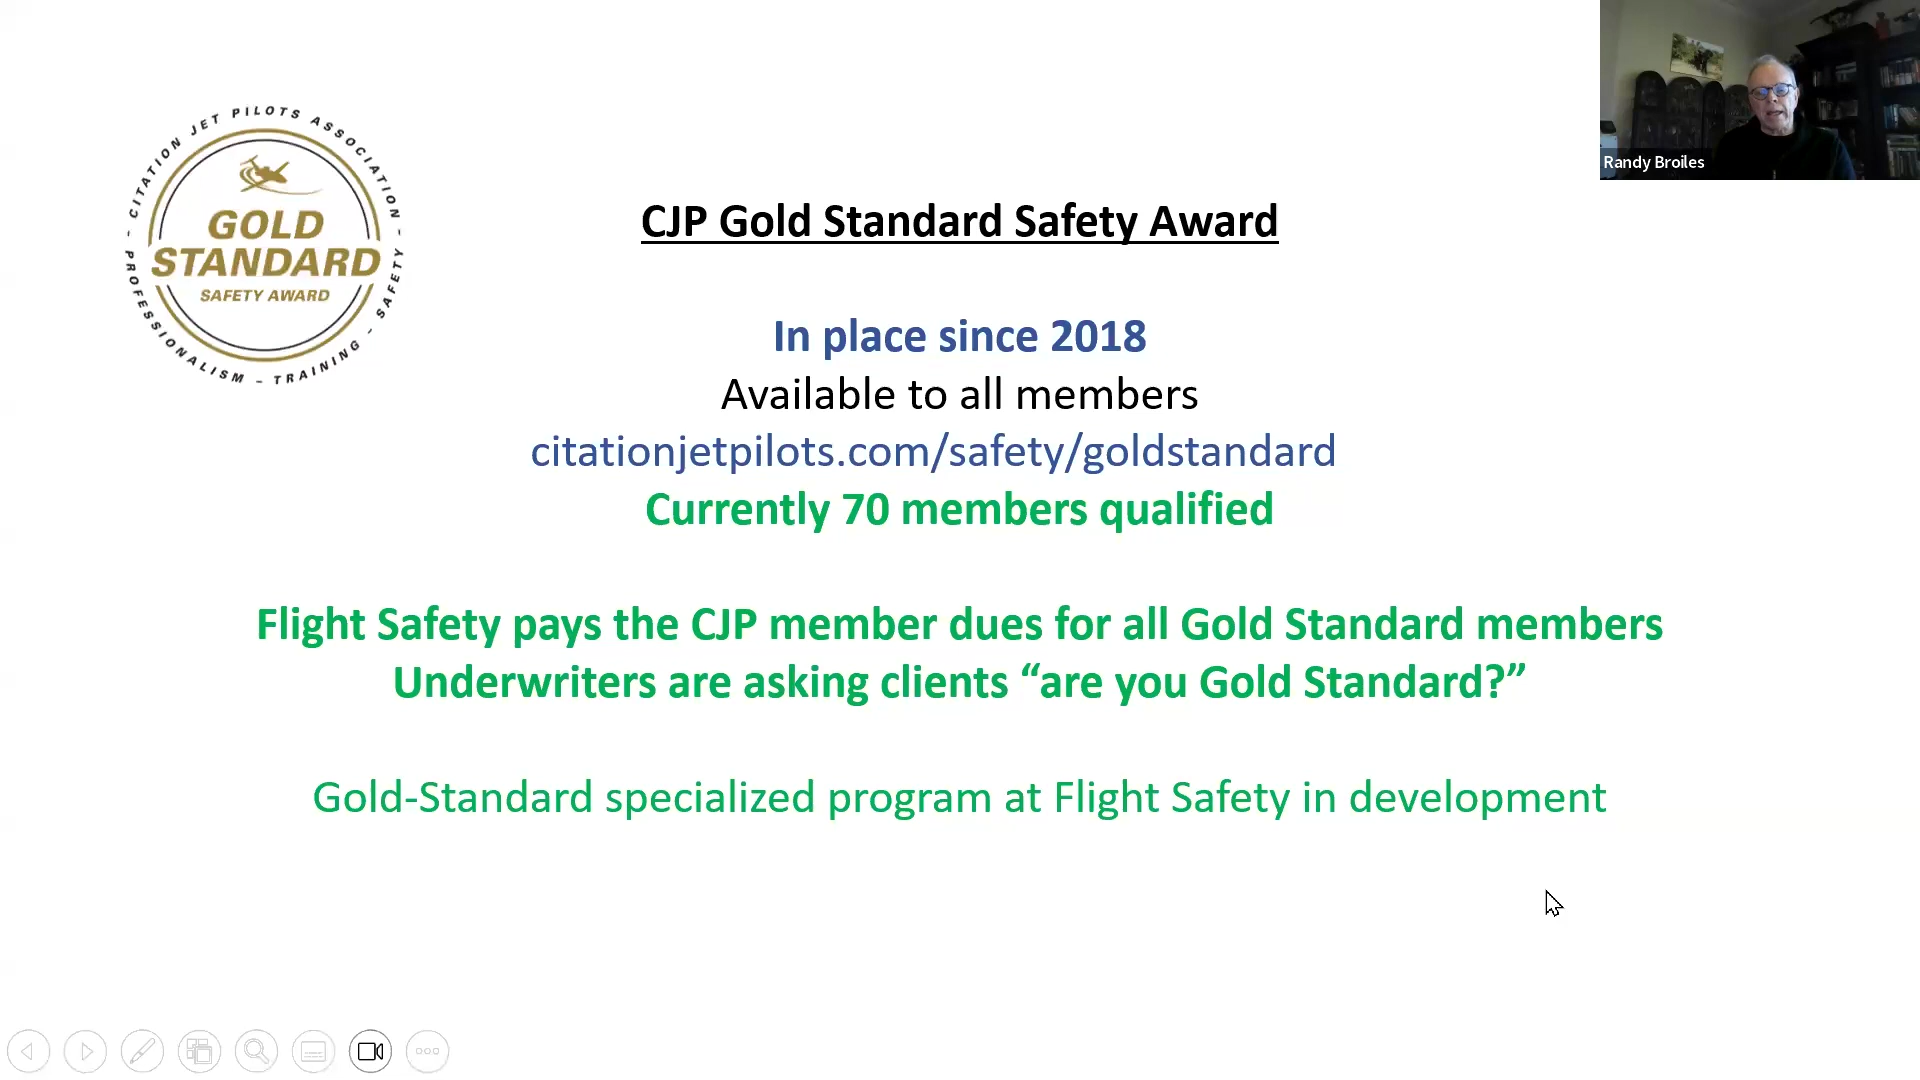 - CITATION JET PILOTS ASSOCIATION -
PROFESSIONALISM – TRAINING – SAFETY
GOLD
STANDARD
SAFETY AWARD
Randy Broiles
CJP Gold Standard Safety Award
In place since 2018
Available to all members
citationjetpilots.com/safety/goldstandard
Currently 70 members qualified
Flight Safety pays the CJP member dues for all Gold Standard members
Underwriters are asking clients “are you Gold Standard?”
Gold-Standard specialized program at Flight Safety in development